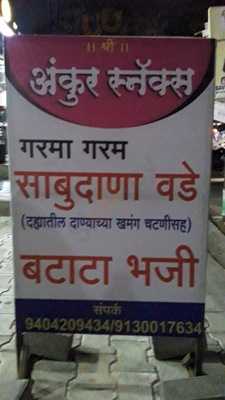 ॥ श्री ॥
अंकुर स्नॅक्स
गरमा गरम
साबुदाणा वडे
(दह्यातील दाण्याच्या खमंग चटणीसह)
बटाटा भजी
संपर्क
9404209434/9130017634